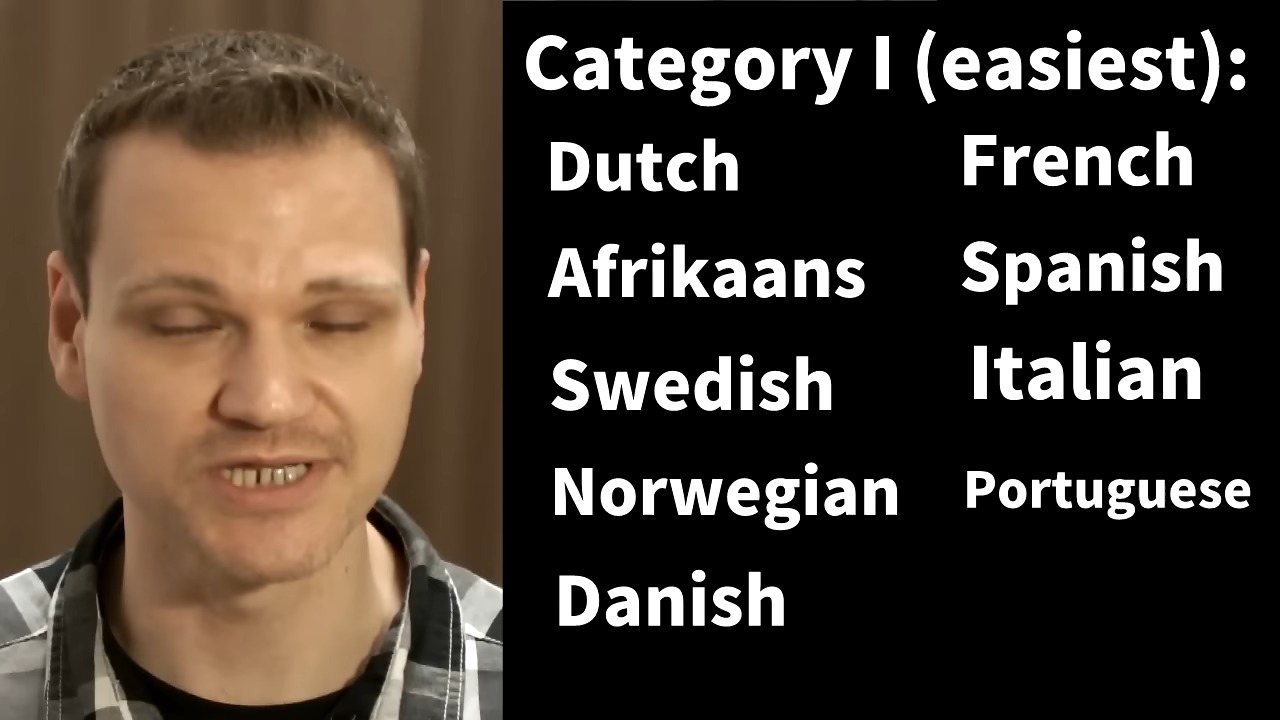 Category I (easiest):
Dutch
Afrikaans
Swedish
Norwegian
Danish
French
Spanish
Italian
Portuguese